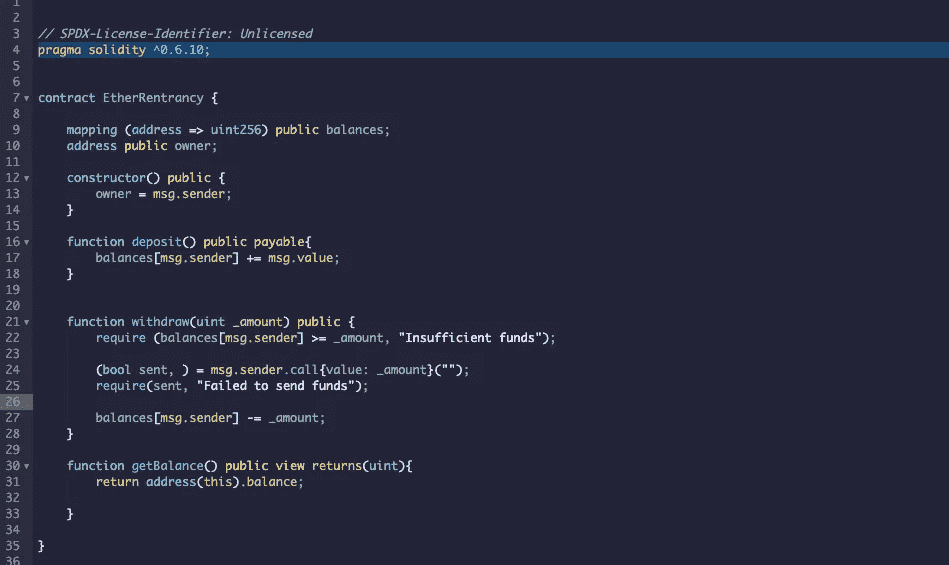 1
2
3 // SPDX-License-Identifier: Unlicensed
4 pragma solidity ^0.6.10;
5
6
7 contract EtherRentrancy {
8
9 mapping (address => uint256) public balances;
10 address public owner;
11
12 constructor() public {
13 owner = msg.sender;
14 }
15
16 function deposit() public payable{
17 balances[msg.sender] += msg.value;
18 }
19
20
21 function withdraw(uint _amount) public {
22 require (balances[msg.sender] >= _amount, "Insufficient funds");
23
24 (bool sent, ) = msg.sender.call{value: _amount}("");
25 require(sent, "Failed to send funds");
26
27 balances[msg.sender] -= _amount;
28 }
29
30 function getBalance() public view returns(uint){
31 return address(this).balance;
32
33 }
34
35 }
36